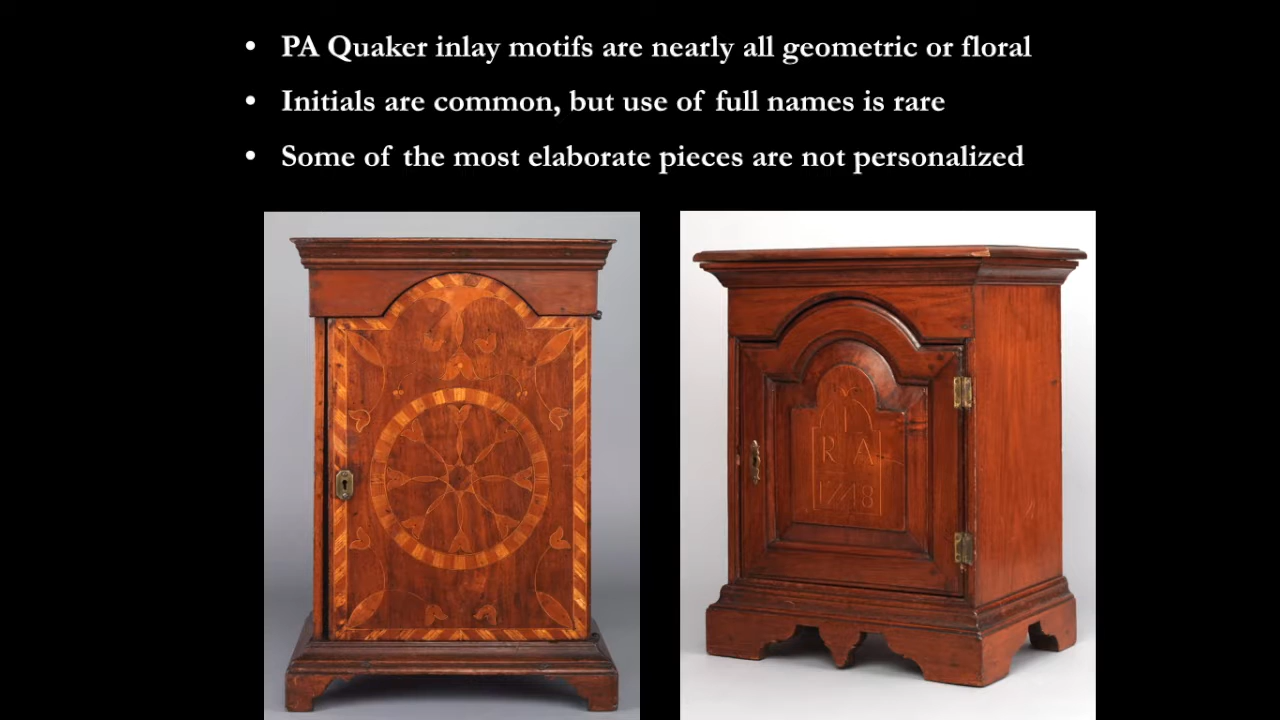 • PA Quaker inlay motifs are nearly all geometric or floral
• Initials are common, but use of full names is rare
• Some of the most elaborate pieces are not personalized
I
R A
1748